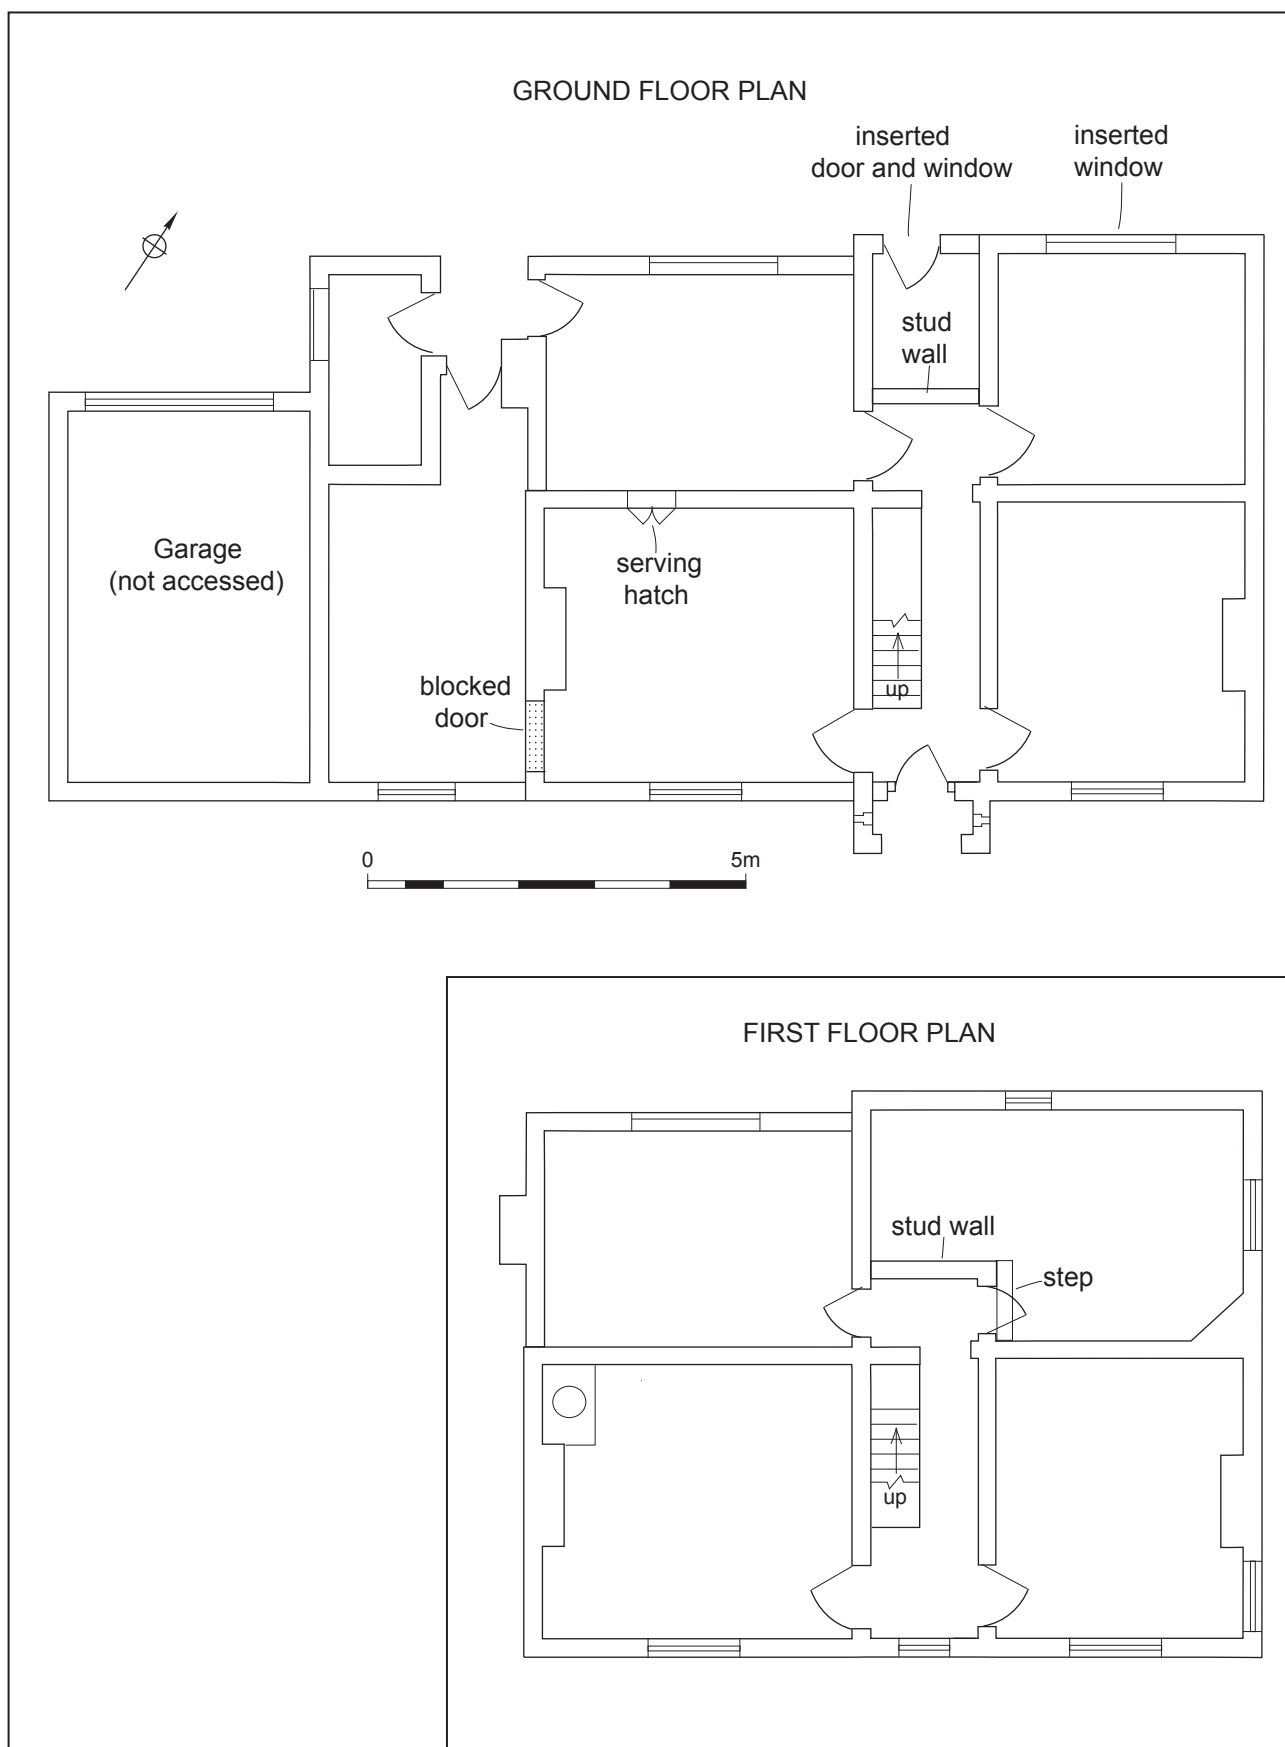 GROUND FLOOR PLAN
inserted
door and window
inserted
window
stud
wall
Garage
(not accessed)
serving
hatch
blocked
door
up
0
5m
FIRST FLOOR PLAN
stud wall
step
up